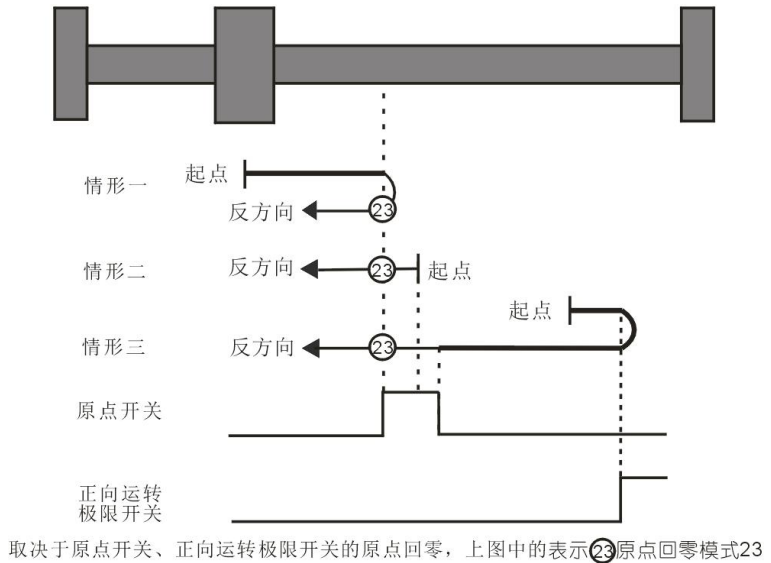 情形一
起点
反方向 23
情形二
反方向 23 起点
起点
情形三
反方向 23
原点开关
正向运转
极限开关
取决于原点开关、正向运转极限开关的原点回零，上图中的表示㉓原点回零模式23